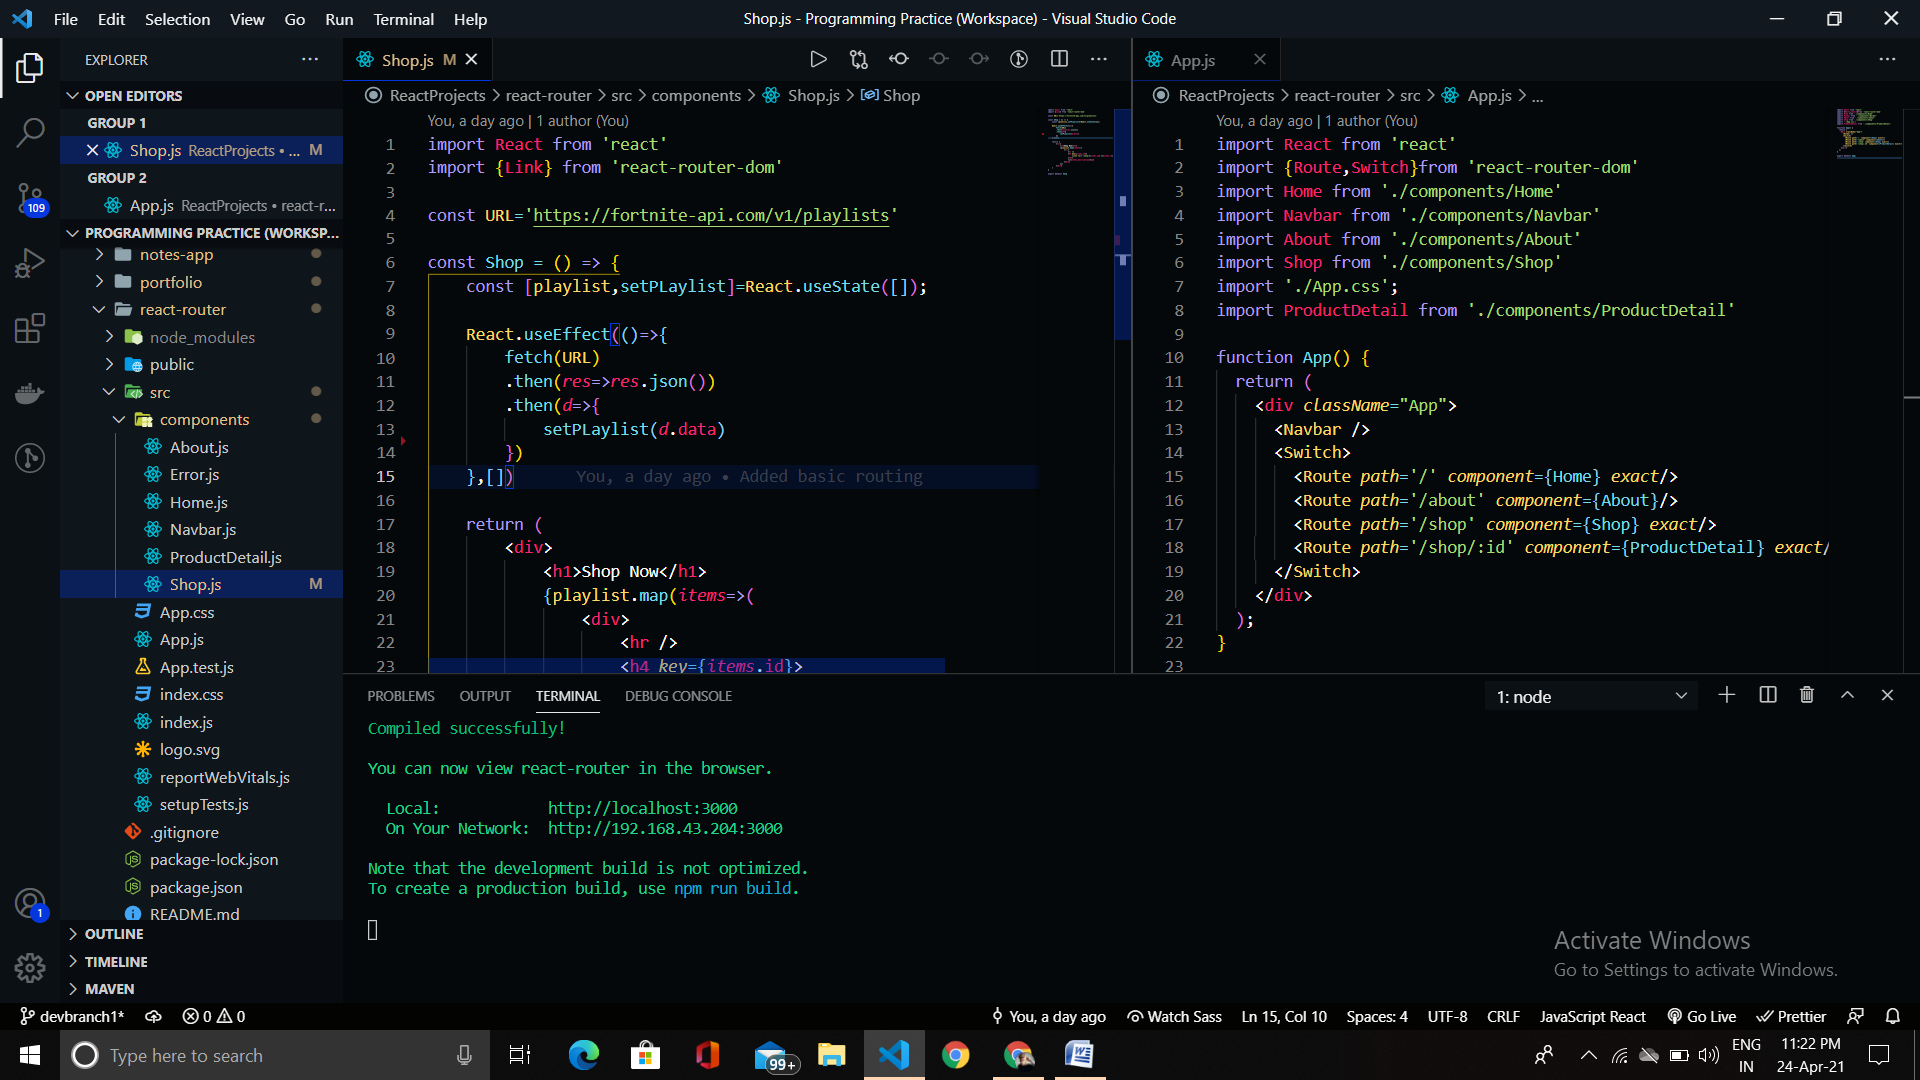 File Edit Selection View Go Run Terminal Help
Shop.js - Programming Practice (Workspace) - Visual Studio Code
EXPLORER
OPEN EDITORS
GROUP 1
Shop.js ReactProjects • ... M
GROUP 2
App.js ReactProjects • react-r...
PROGRAMMING PRACTICE (WORKSP...
notes-app
portfolio
react-router
node_modules
public
src
components
About.js
Error.js
Home.js
Navbar.js
ProductDetail.js
Shop.js M
App.css
App.js
App.test.js
index.css
index.js
logo.svg
reportWebVitals.js
setupTests.js
.gitignore
package-lock.json
package.json
README.md
OUTLINE
TIMELINE
MAVEN
109
1
Shop.js M
ReactProjects > react-router > src > components > Shop.js > Shop
You, a day ago | 1 author (You)
1 import React from 'react'
2 import {Link} from 'react-router-dom'
3
4 const URL='https://fortnite-api.com/v1/playlists'
5
6 const Shop = () => {
7 const [playlist,setPLaylist]=React.useState([]);
8
9 React.useEffect(()=>{
10 fetch(URL)
11 .then(res=>res.json())
12 .then(d=>{
13 setPLaylist(d.data)
14 })
15 },[]) You, a day ago • Added basic routing
16
17 return (
18 <div>
19 <h1>Shop Now</h1>
20 {playlist.map(items=>(
21 <div>
22 <hr />
23 <h4 key={items.id}>
App.js
ReactProjects > react-router > src > App.js > ...
You, a day ago | 1 author (You)
1 import React from 'react'
2 import {Route,Switch}from 'react-router-dom'
3 import Home from './components/Home'
4 import Navbar from './components/Navbar'
5 import About from './components/About'
6 import Shop from './components/Shop'
7 import './App.css';
8 import ProductDetail from './components/ProductDetail'
9
10 function App() {
11 return (
12 <div className="App">
13 <Navbar />
14 <Switch>
15 <Route path='/' component={Home} exact/>
16 <Route path='/about' component={About}/>
17 <Route path='/shop' component={Shop} exact/>
18 <Route path='/shop/:id' component={ProductDetail} exact/
19 </Switch>
20 </div>
21 );
22 }
23
PROBLEMS OUTPUT TERMINAL DEBUG CONSOLE
1: node
Compiled successfully!
You can now view react-router in the browser.
Local: http://localhost:3000
On Your Network: http://192.168.43.204:3000
Note that the development build is not optimized.
To create a production build, use npm run build.
Activate Windows
Go to Settings to activate Windows.
devbranch1* 0 0 You, a day ago Watch Sass Ln 15, Col 10 Spaces: 4 UTF-8 CRLF JavaScript React Go Live Prettier
Type here to search
99+
ENG
IN
11:22 PM
24-Apr-21